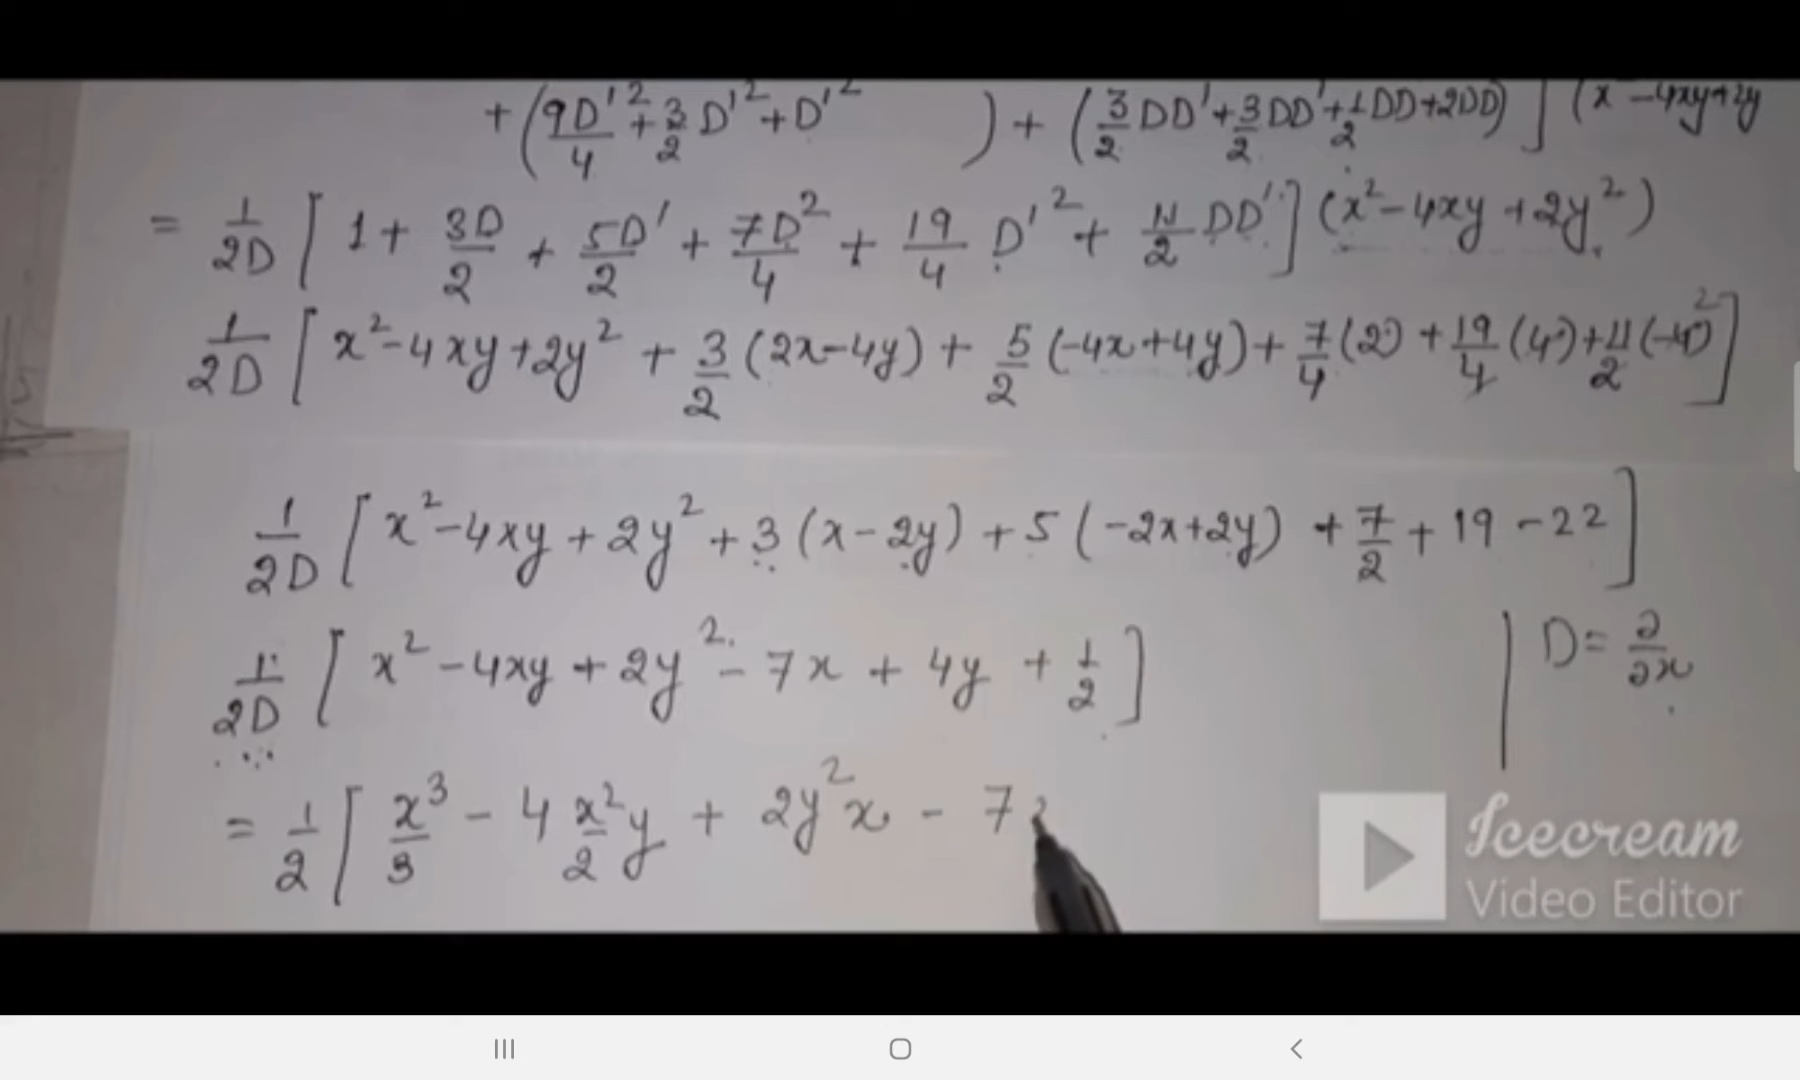 + (9D'²/4 + 3/2 D'² + D'² ) + (3/2 DD' + 3/2 DD' + 1/2 DD + 2DD) ] (x² - 4xy + 2y
= 1/2D [ 1 + 3D/2 + 5D'/2 + 7D²/4 + 19/4 D'² + 11/2 DD' ] (x² - 4xy + 2y²)
1/2D [ x² - 4xy + 2y² + 3/2 (2x - 4y) + 5/2 (-4x + 4y) + 7/4 (2) + 19/4 (4) + 11/2 (-4)² ]
1/2D [ x² - 4xy + 2y² + 3 (x - 2y) + 5 (-2x + 2y) + 7/2 + 19 - 22 ]
1/2D [ x² - 4xy + 2y² - 7x + 4y + 1/2 ]
D = ∂/∂x
= 1/2 [ x³/3 - 4 x²/2 y + 2y²x - 7
Icecream
Video Editor